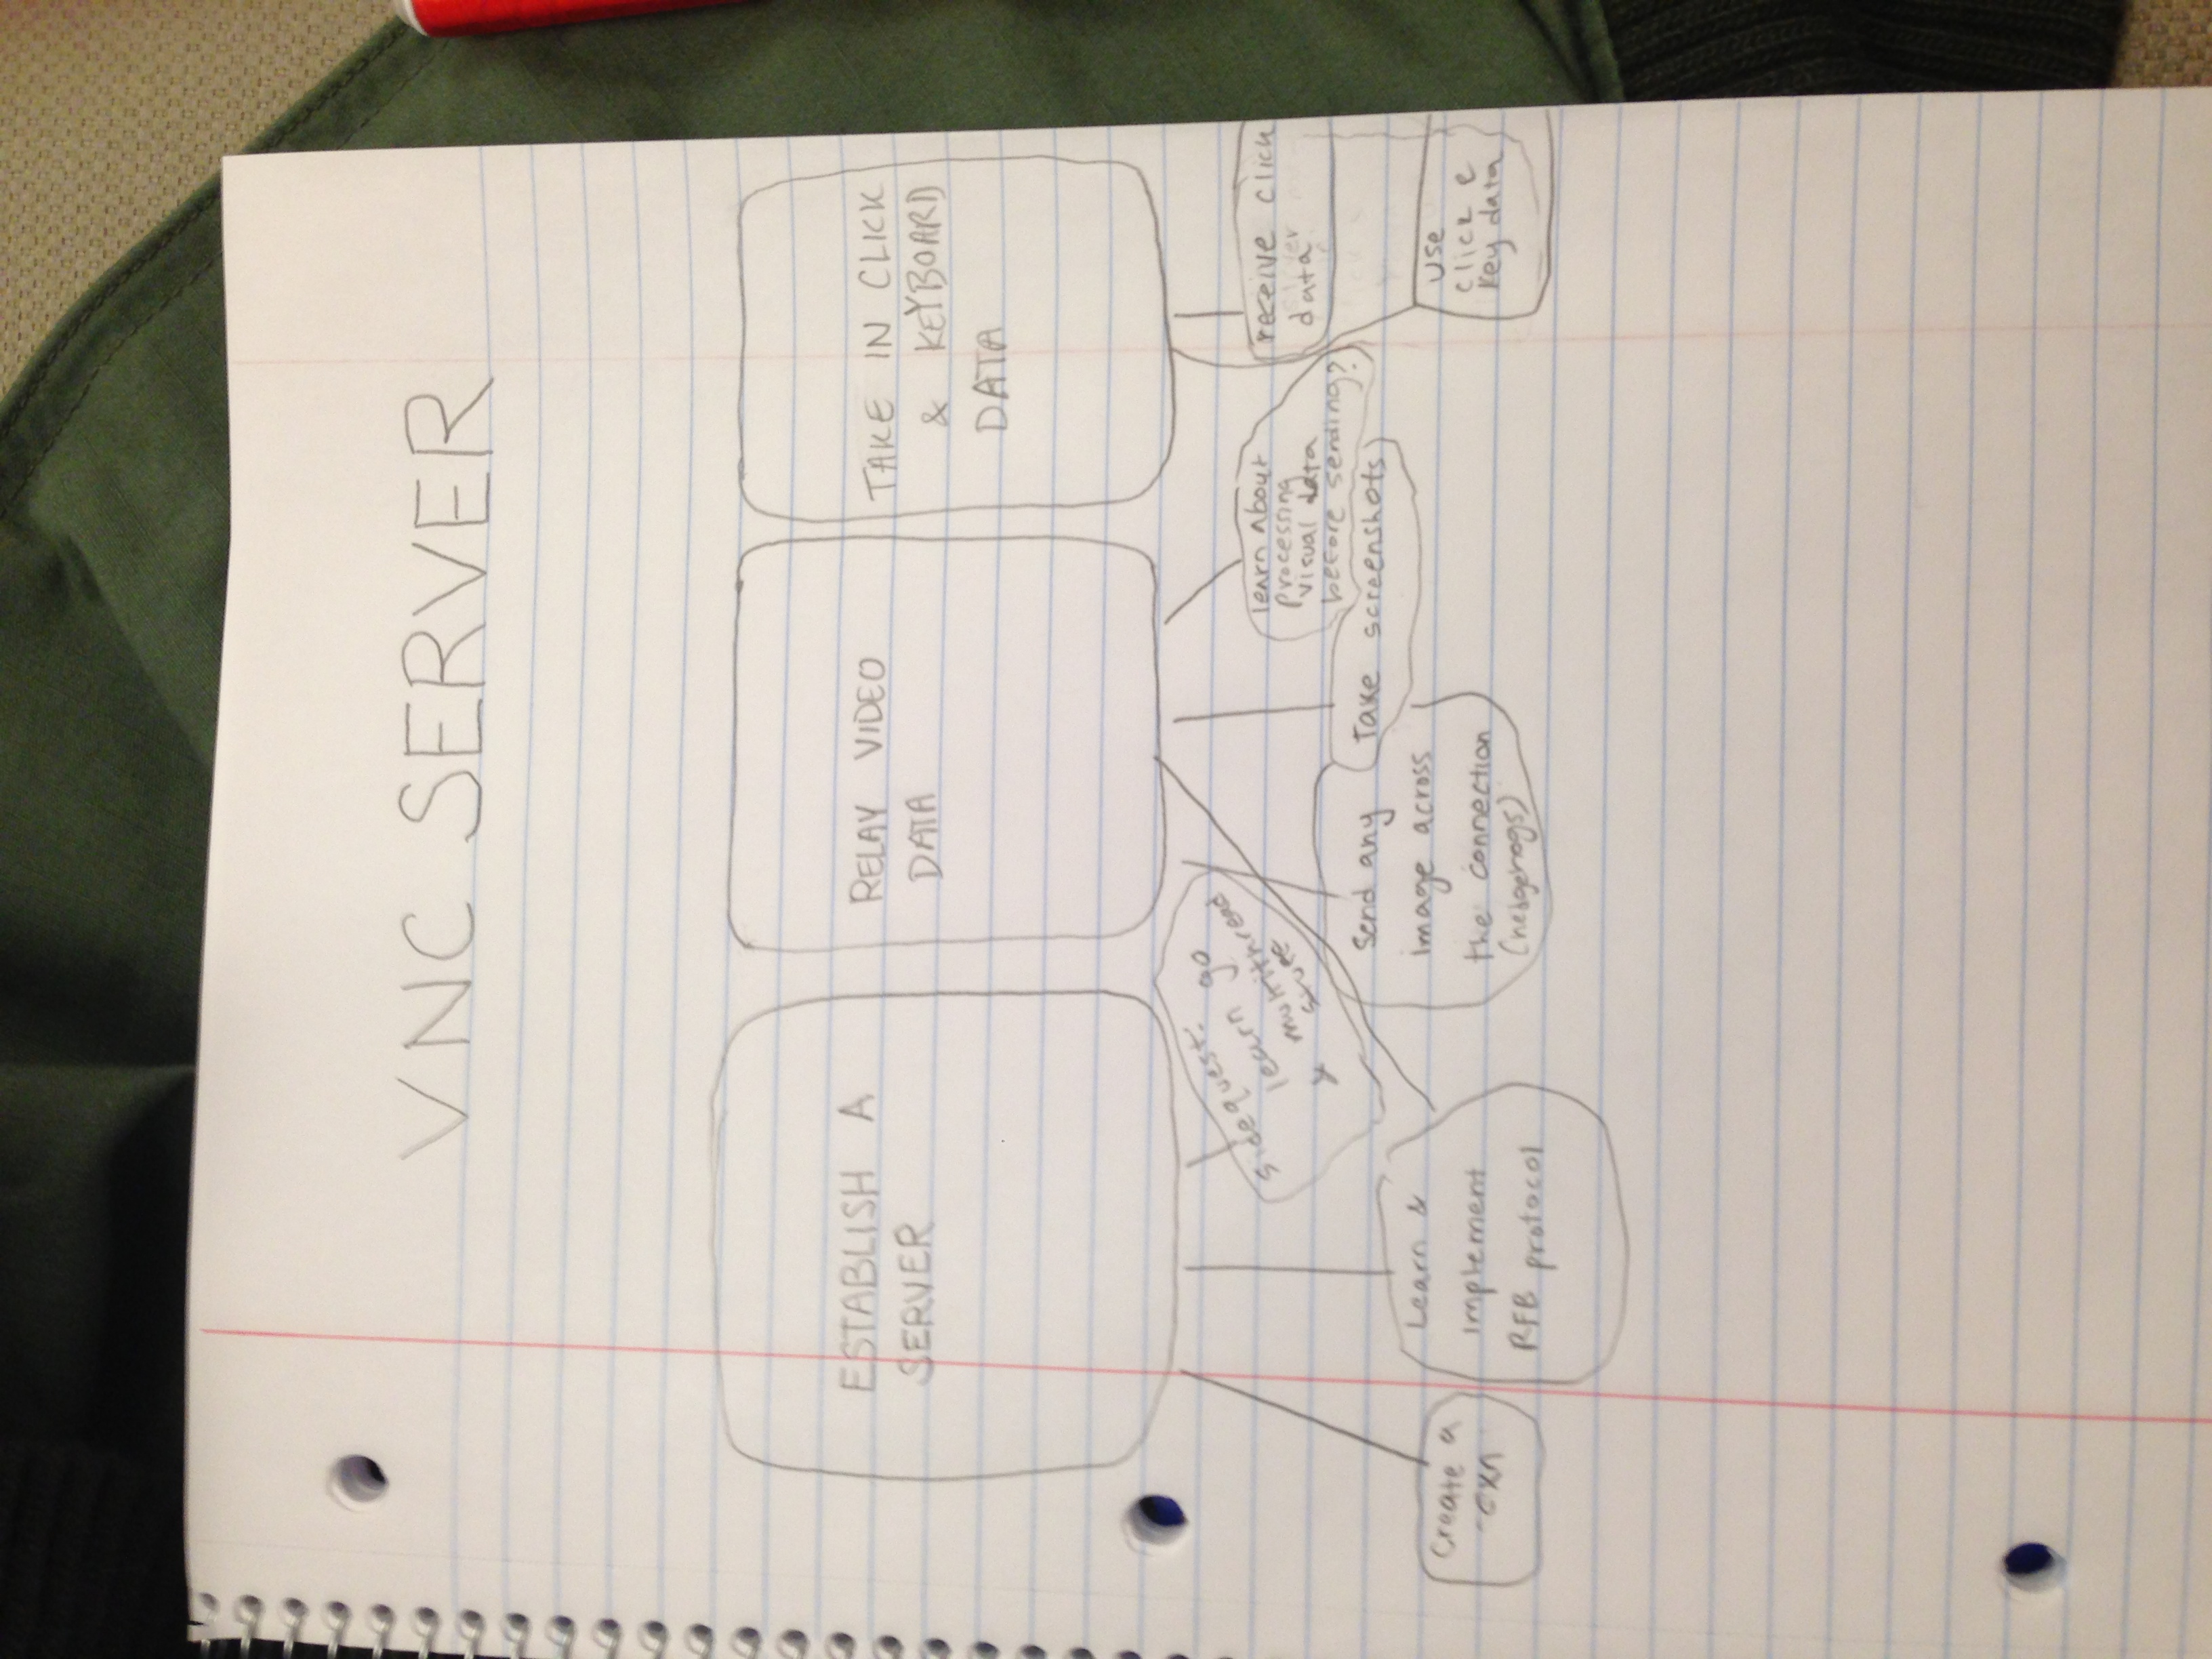 VNC SERVER
ESTABLISH A
SERVER
RELAY VIDEO
DATA
TAKE IN CLICK
& KEYBOARD
DATA
Sidequest:
learn go
& multithread
stuff
learn about
processing
visual data
before sending?
receive click
data
Create a
cxn
Learn &
implement
RFB protocol
Send any
image across
the connection
(hedgehogs)
Take screenshots
use
click &
key data